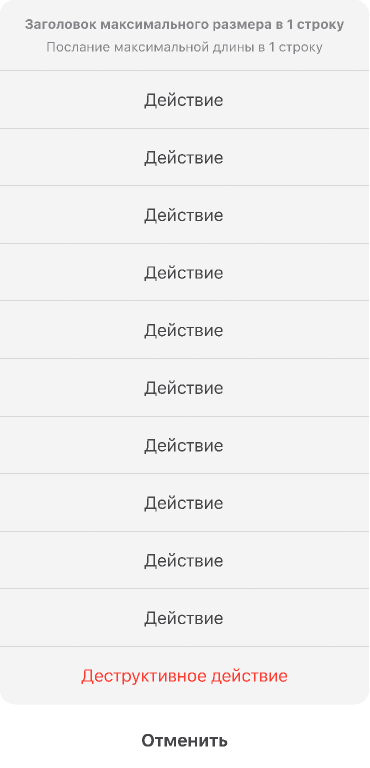 Заголовок максимального размера в 1 строку
Послание максимальной длины в 1 строку
Действие
Действие
Действие
Действие
Действие
Действие
Действие
Действие
Действие
Действие
Деструктивное действие
Отменить